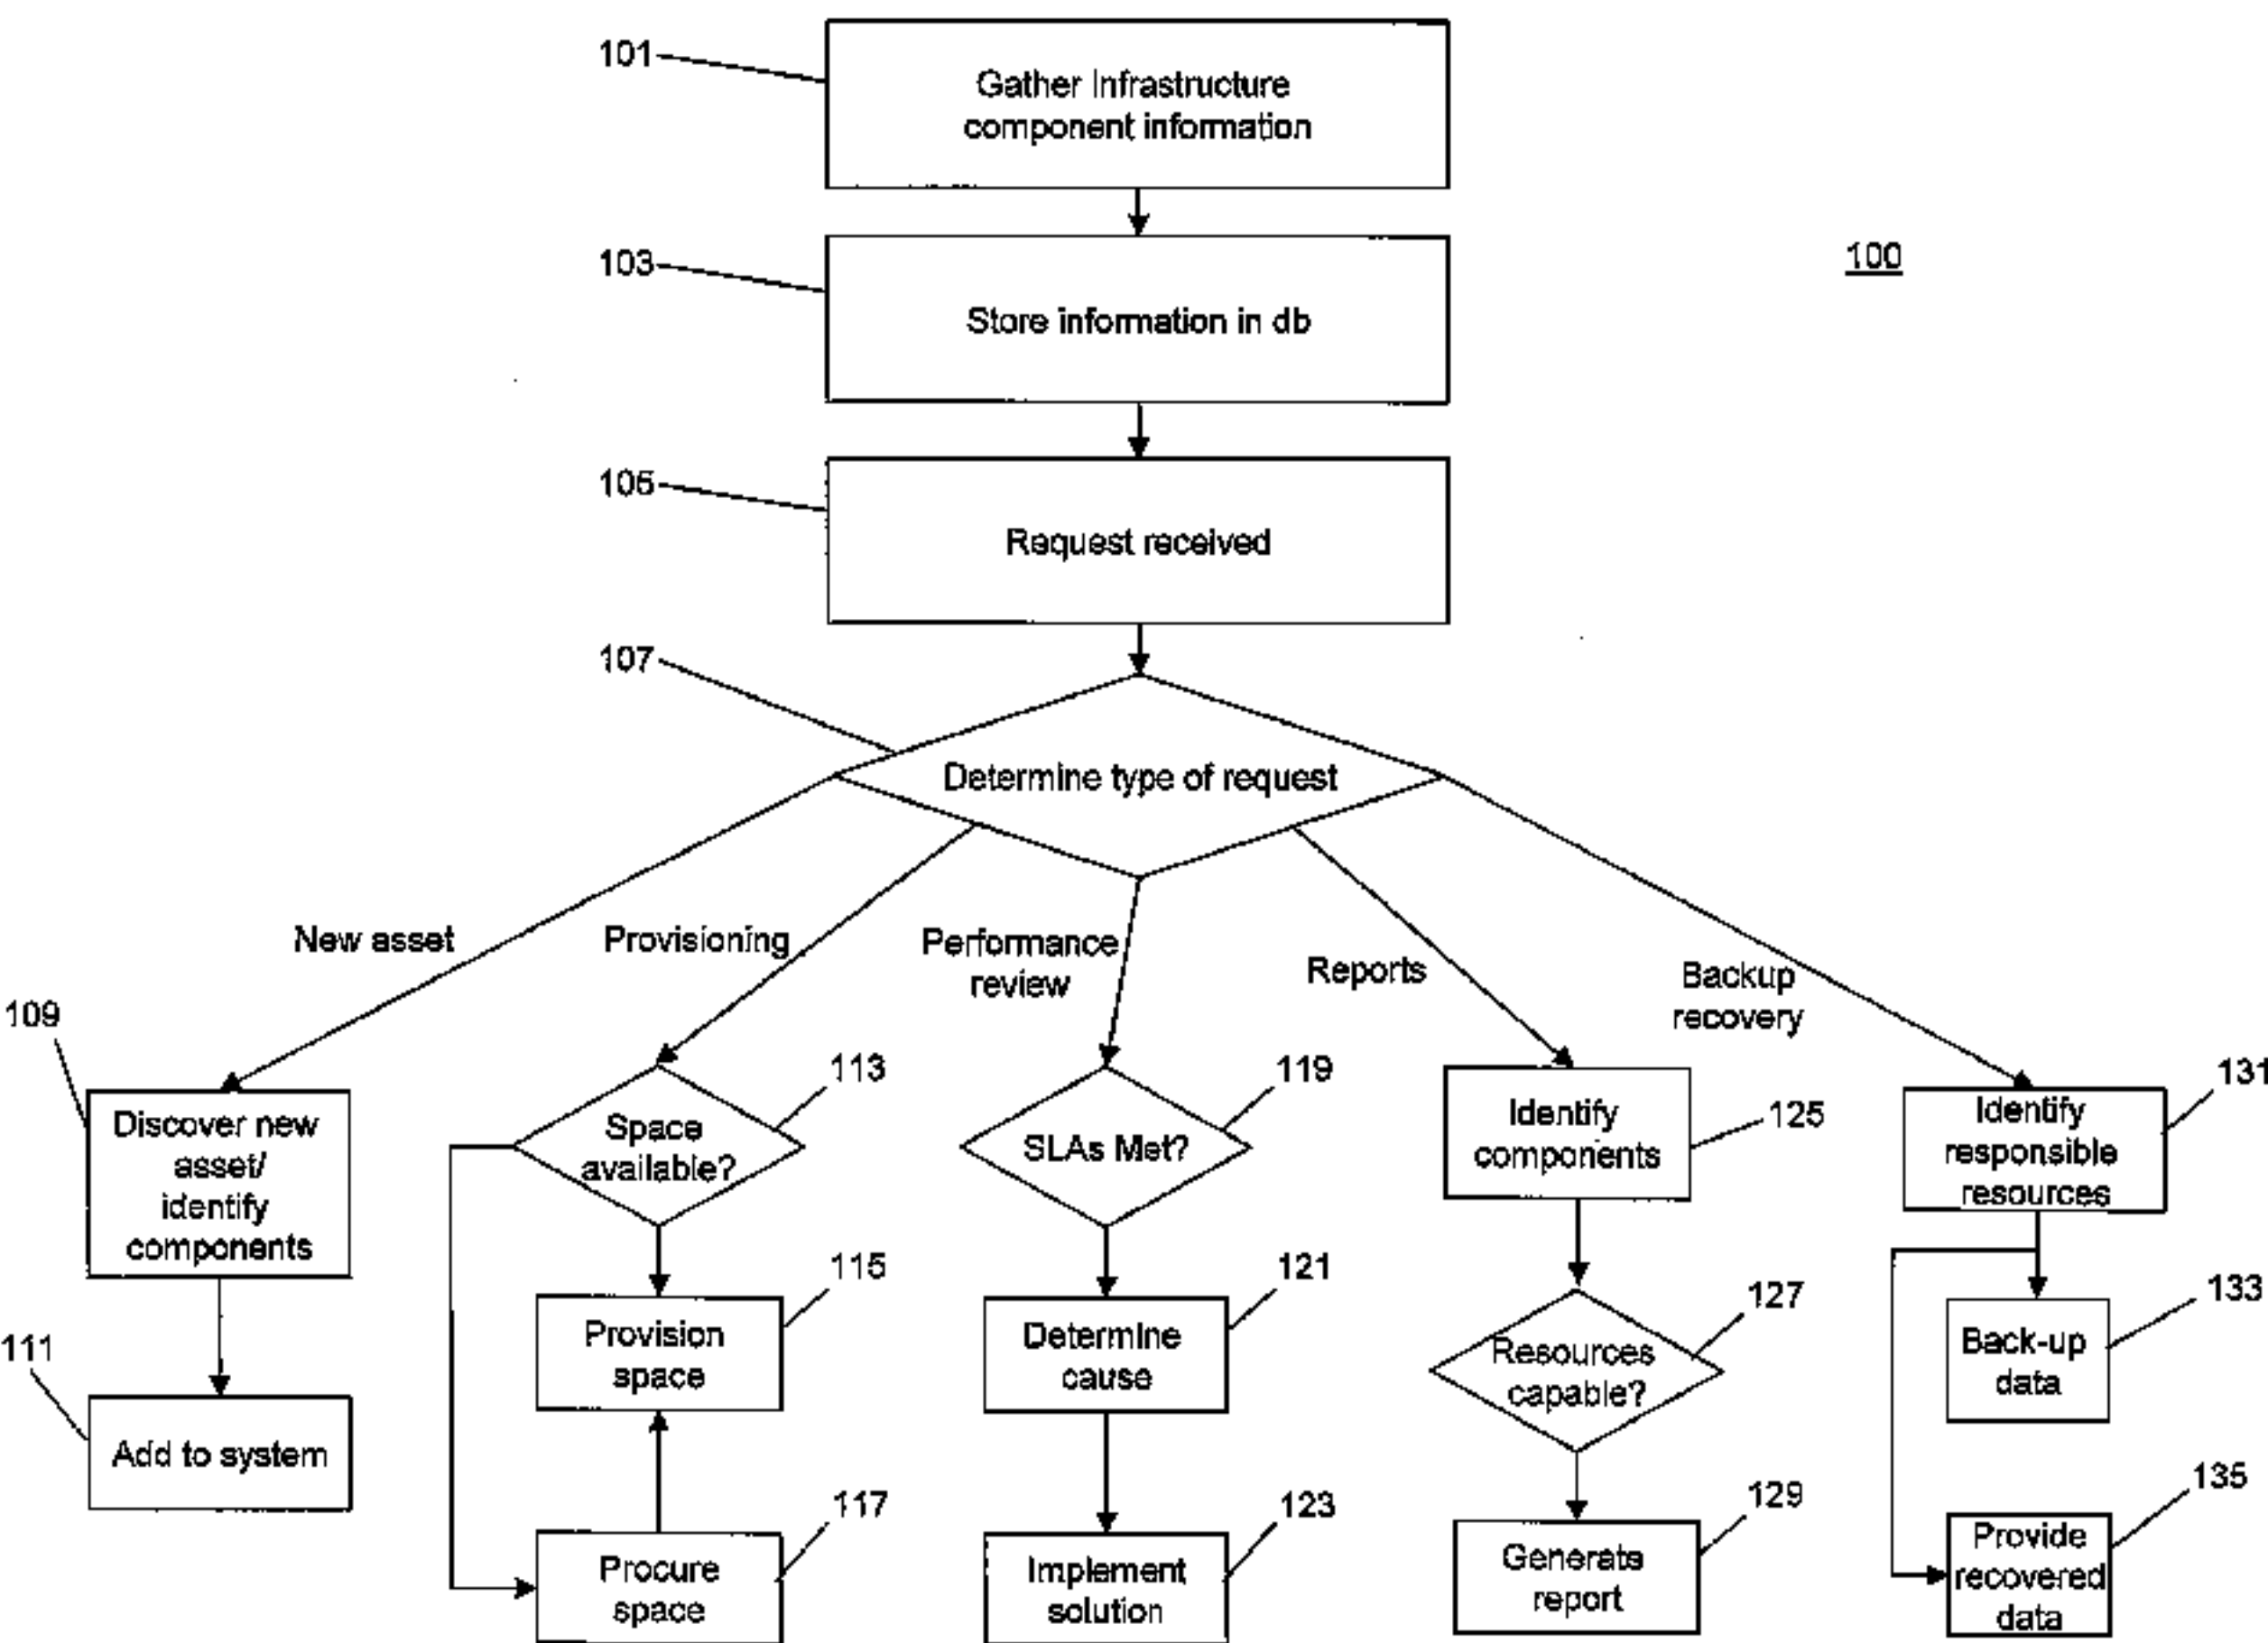 101
Gather Infrastructure
component information
103
Store information in db
100
105
Request received
107
Determine type of request
New asset
Provisioning
Performance
review
Reports
Backup
recovery
109
Discover new
asset/
identify
components
111
Add to system
113
Space
available?
115
Provision
space
117
Procure
space
119
SLAs Met?
121
Determine
cause
123
Implement
solution
125
Identify
components
127
Resources
capable?
129
Generate
report
131
Identify
responsible
resources
133
Back-up
data
135
Provide
recovered
data